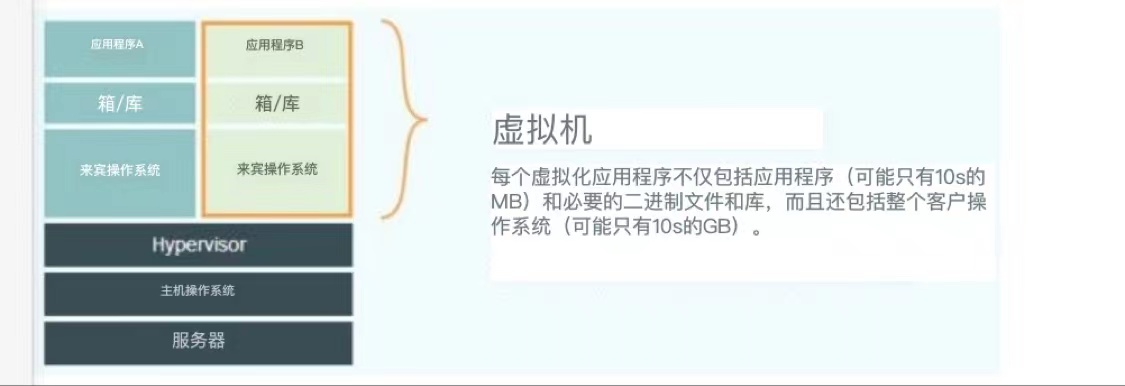 应用程序A
应用程序B
箱/库
箱/库
来宾操作系统
来宾操作系统
Hypervisor
主机操作系统
服务器
虚拟机
每个虚拟化应用程序不仅包括应用程序（可能只有10s的
MB）和必要的二进制文件和库，而且还包括整个客户操
作系统（可能只有10s的GB）。